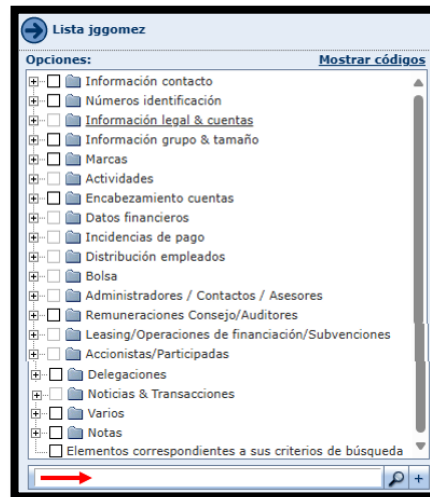 Lista jggomez
Opciones: Mostrar códigos
Información contacto
Números identificación
Información legal & cuentas
Información grupo & tamaño
Marcas
Actividades
Encabezamiento cuentas
Datos financieros
Incidencias de pago
Distribución empleados
Bolsa
Administradores / Contactos / Asesores
Remuneraciones Consejo/Auditores
Leasing/Operaciones de financiación/Subvenciones
Accionistas/Participadas
Delegaciones
Noticias & Transacciones
Varios
Notas
Elementos correspondientes a sus criterios de búsqueda